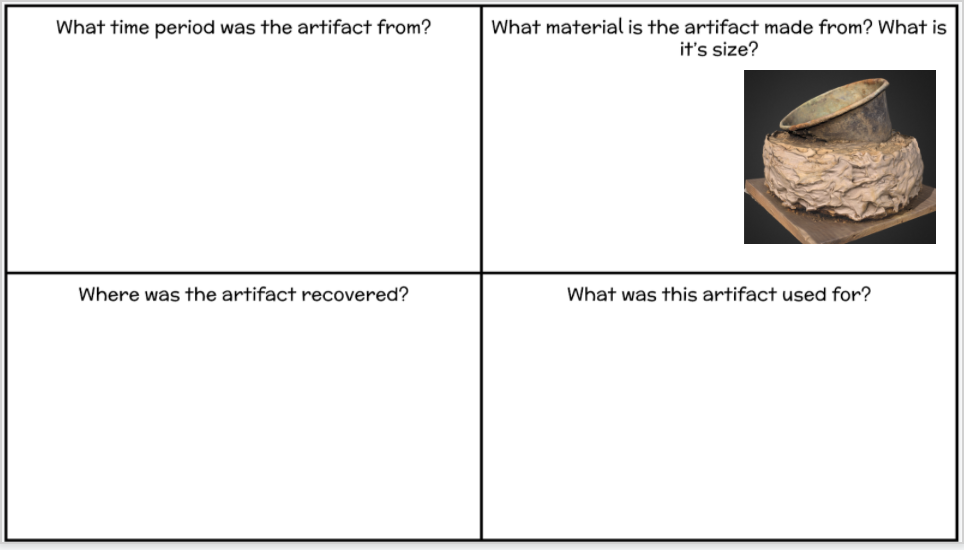 What time period was the artifact from?
What material is the artifact made from? What is
it's size?
Where was the artifact recovered?
What was this artifact used for?